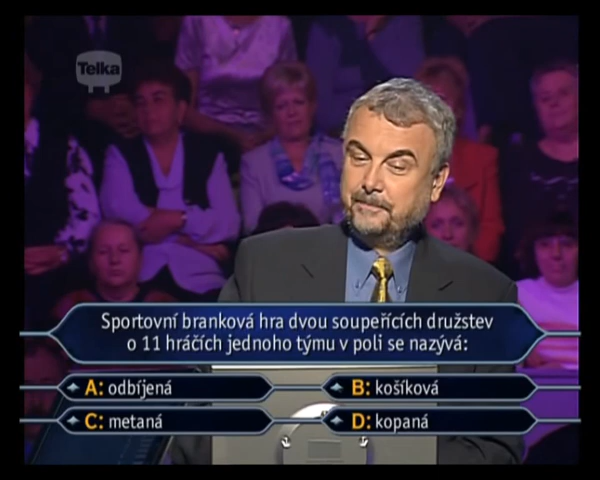 Telka
Sportovní branková hra dvou soupeřících družstev
o 11 hráčích jednoho týmu v poli se nazývá:
A: odbíjená
B: košíková
C: metaná
D: kopaná